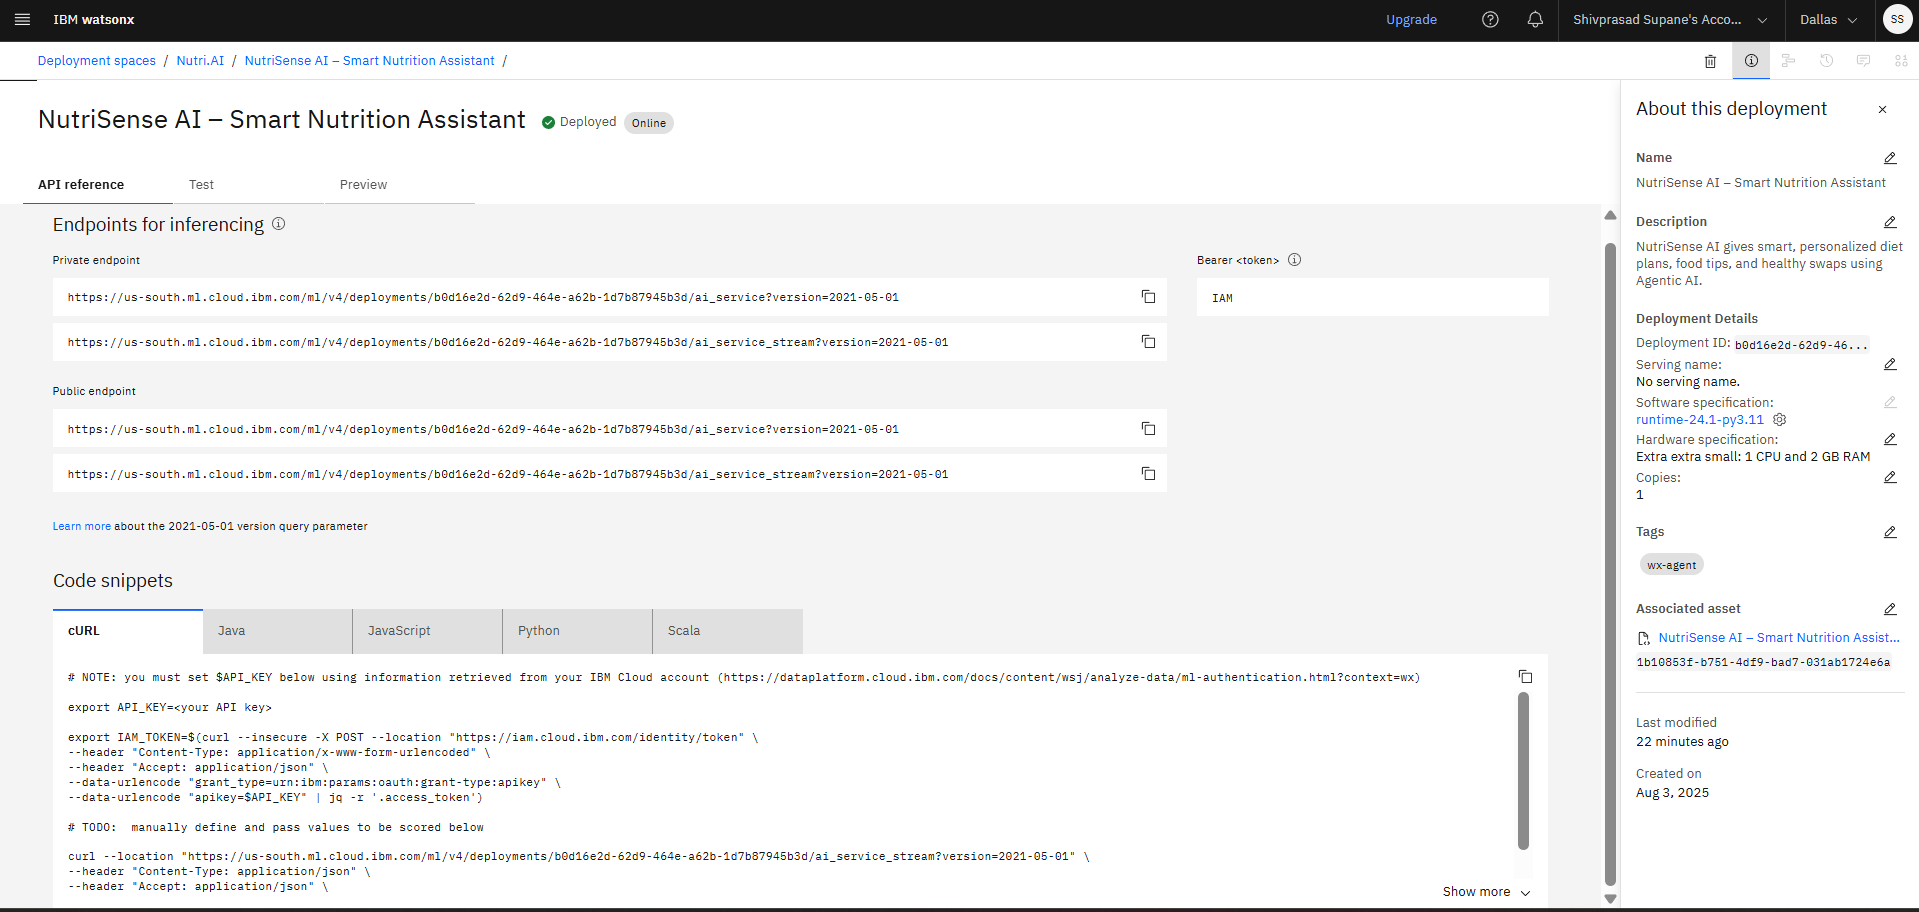 IBM watsonx
Upgrade
Shivprasad Supane's Acco...
Dallas
SS
Deployment spaces / Nutri.AI / NutriSense AI – Smart Nutrition Assistant /
NutriSense AI – Smart Nutrition Assistant
Deployed
Online
API reference
Test
Preview
Endpoints for inferencing
Private endpoint
https://us-south.ml.cloud.ibm.com/ml/v4/deployments/b0d16e2d-62d9-464e-a62b-1d7b87945b3d/ai_service?version=2021-05-01
https://us-south.ml.cloud.ibm.com/ml/v4/deployments/b0d16e2d-62d9-464e-a62b-1d7b87945b3d/ai_service_stream?version=2021-05-01
Bearer <token>
IAM
Public endpoint
https://us-south.ml.cloud.ibm.com/ml/v4/deployments/b0d16e2d-62d9-464e-a62b-1d7b87945b3d/ai_service?version=2021-05-01
https://us-south.ml.cloud.ibm.com/ml/v4/deployments/b0d16e2d-62d9-464e-a62b-1d7b87945b3d/ai_service_stream?version=2021-05-01
Learn more about the 2021-05-01 version query parameter
Code snippets
cURL
Java
JavaScript
Python
Scala
# NOTE: you must set $API_KEY below using information retrieved from your IBM Cloud account (https://dataplatform.cloud.ibm.com/docs/content/wsj/analyze-data/ml-authentication.html?context=wx)
export API_KEY=<your API key>
export IAM_TOKEN=$(curl --insecure -X POST --location "https://iam.cloud.ibm.com/identity/token" \
--header "Content-Type: application/x-www-form-urlencoded" \
--header "Accept: application/json" \
--data-urlencode "grant_type=urn:ibm:params:oauth:grant-type:apikey" \
--data-urlencode "apikey=$API_KEY" | jq -r '.access_token')
# TODO:  manually define and pass values to be scored below
curl --location "https://us-south.ml.cloud.ibm.com/ml/v4/deployments/b0d16e2d-62d9-464e-a62b-1d7b87945b3d/ai_service_stream?version=2021-05-01" \
--header "Content-Type: application/json" \
--header "Accept: application/json" \
Show more
About this deployment
Name
NutriSense AI – Smart Nutrition Assistant
Description
NutriSense AI gives smart, personalized diet
plans, food tips, and healthy swaps using
Agentic AI.
Deployment Details
Deployment ID: b0d16e2d-62d9-46...
Serving name:
No serving name.
Software specification:
runtime-24.1-py3.11
Hardware specification:
Extra extra small: 1 CPU and 2 GB RAM
Copies:
1
Tags
wx-agent
Associated asset
NutriSense AI – Smart Nutrition Assist...
1b10853f-b751-4df9-bad7-031ab1724e6a
Last modified
22 minutes ago
Created on
Aug 3, 2025